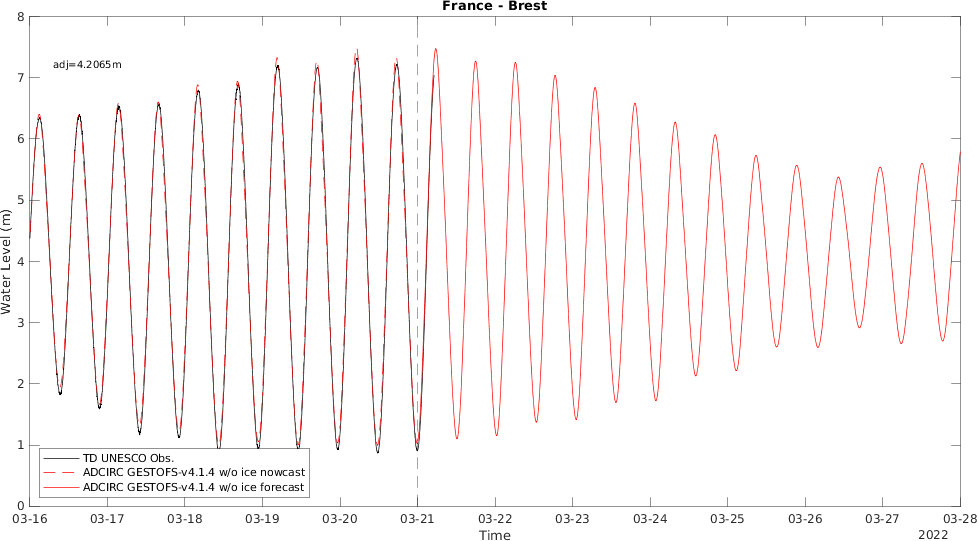 France - Brest
adj=4.2065m
Water Level (m)
8
7
6
5
4
3
2
1
0
TD UNESCO Obs.
ADCIRC GESTOFS-v4.1.4 w/o ice nowcast
ADCIRC GESTOFS-v4.1.4 w/o ice forecast
03-16 03-17 03-18 03-19 03-20 03-21 03-22 03-23 03-24 03-25 03-26 03-27 03-28
Time
2022